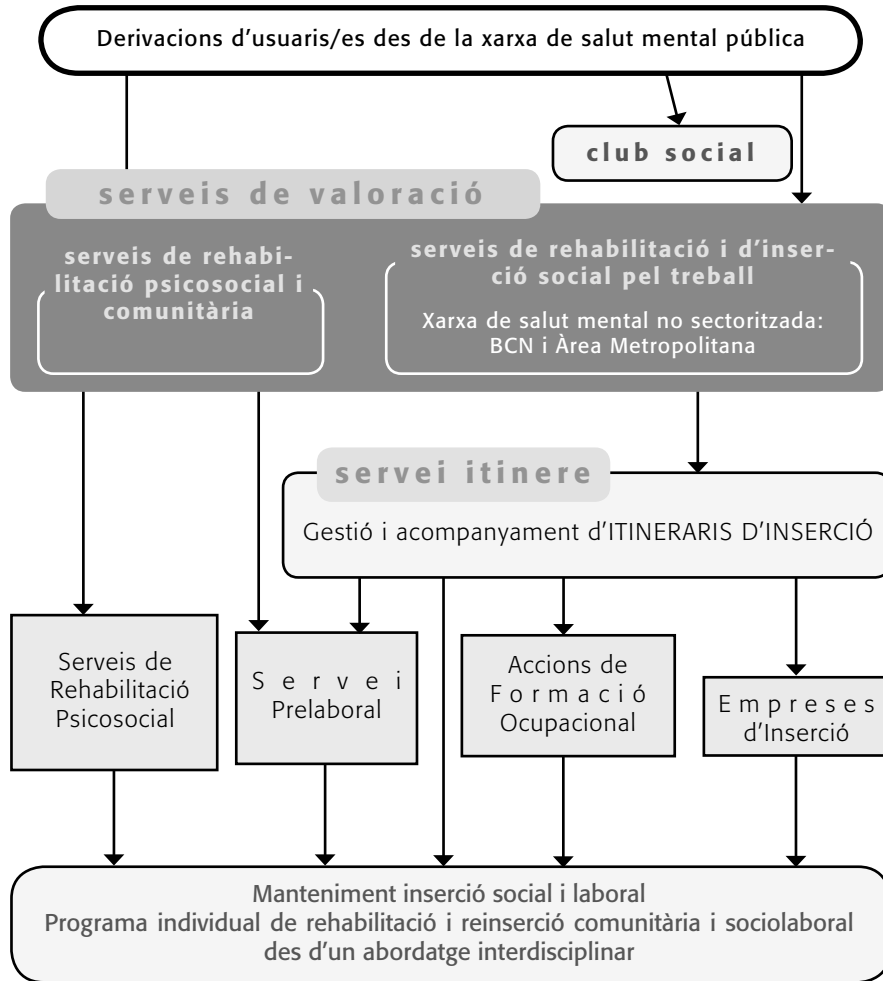 Derivacions d'usuaris/es des de la xarxa de salut mental pública
club social
serveis de valoració
serveis de rehabi-
litació psicosocial i
comunitària
serveis de rehabilitació i d'inser-
ció social pel treball
Xarxa de salut mental no sectoritzada:
BCN i Àrea Metropolitana
servei itinere
Gestió i acompanyament d'ITINERARIS D'INSERCIÓ
Serveis de
Rehabilitació
Psicosocial
Servei
Prelaboral
Accions de
Formació
Ocupacional
Empreses
d'Inserció
Manteniment inserció social i laboral
Programa individual de rehabilitació i reinserció comunitària i sociolaboral
des d'un abordatge interdisciplinar